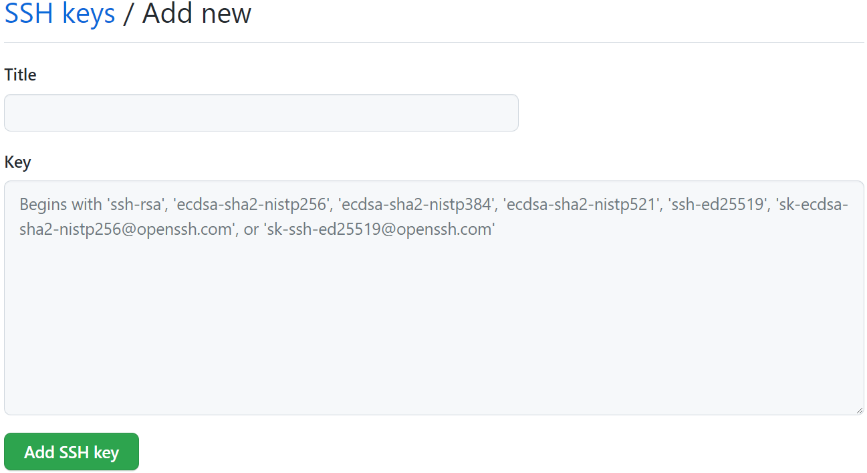 SSH keys / Add new
Title
Key
Begins with 'ssh-rsa', 'ecdsa-sha2-nistp256', 'ecdsa-sha2-nistp384', 'ecdsa-sha2-nistp521', 'ssh-ed25519', 'sk-ecdsa-
sha2-nistp256@openssh.com', or 'sk-ssh-ed25519@openssh.com'
Add SSH key